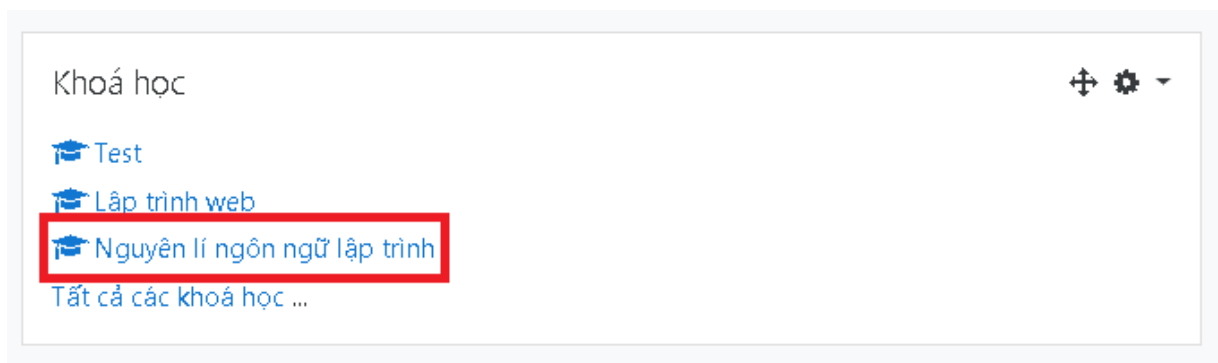 Khoá học
Test
Lập trình web
Nguyên lí ngôn ngữ lập trình
Tất cả các khoá học ...